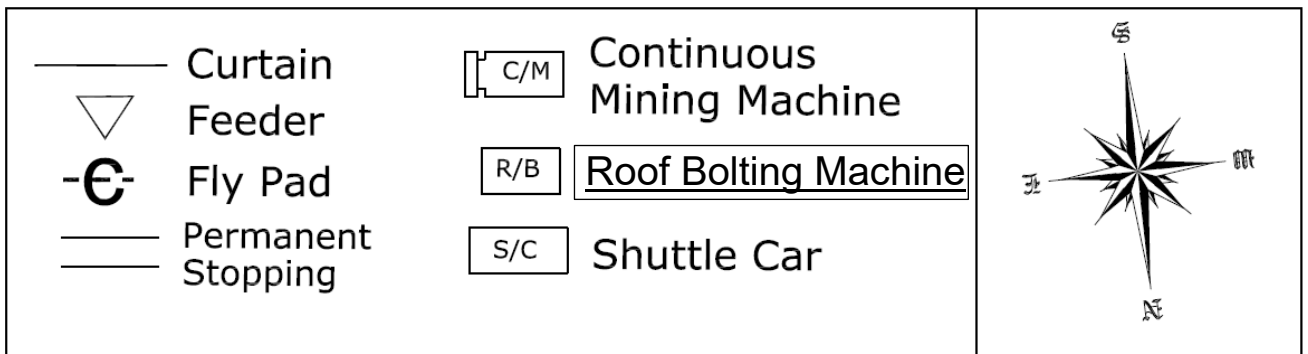 Curtain
Feeder
Fly Pad
Permanent
Stopping
C/M
Continuous
Mining Machine
R/B
Roof Bolting Machine
S/C
Shuttle Car
S
E
W
N